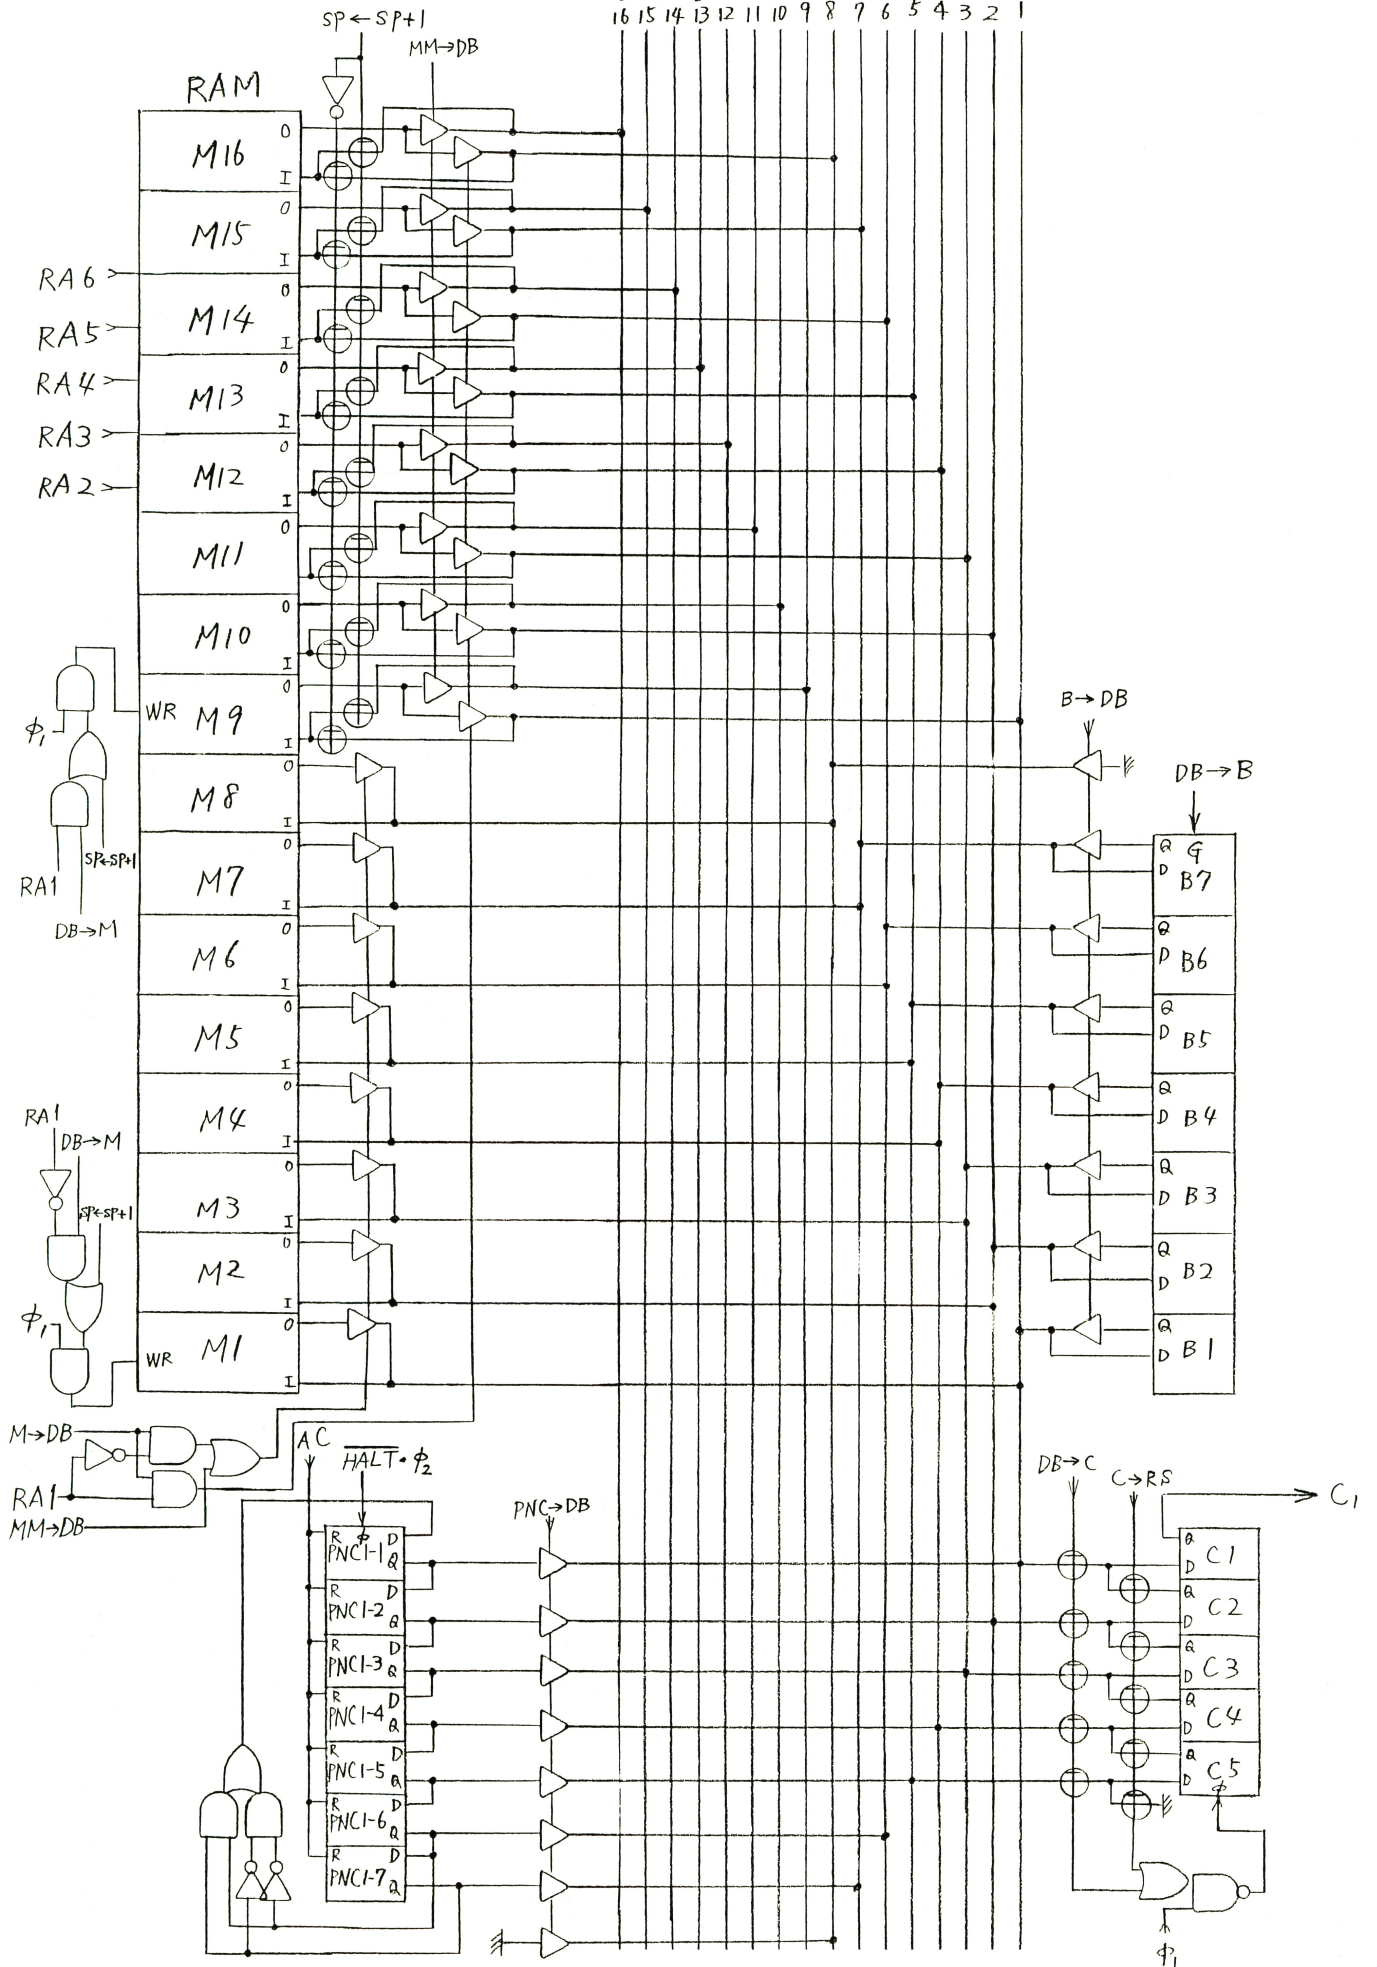 SP←SP+1
MM→DB
16 15 14 13 12 11 10 9 8 7 6 5 4 3 2 1
RAM
O
M16
I
O
M15
I
RA6
O
M14
RA5
I
O
M13
RA4
I
RA3
O
M12
RA2
I
O
M11
I
O
M10
I
O
WR M9
ϕ1
I
B→DB
O
M8
I
DB→B
SP←SP+1
RA1
DB→M
O
M7
I
Q G
D B7
O
M6
I
Q
D B6
O
M5
I
Q
D B5
O
M4
I
Q
D B4
RA1
DB→M
SP←SP+1
O
M3
I
Q
D B3
O
M2
I
Q
D B2
ϕ1
O
WR M1
I
Q
D B1
M→DB
RA1
MM→DB
AC
HALT・ϕ2
PNC→DB
DB→C
C→RS
C1
R ϕ D
PNC1-1 Q
R D
PNC1-2 Q
R D
PNC1-3 Q
R D
PNC1-4 Q
R D
PNC1-5 Q
R D
PNC1-6 Q
R D
PNC1-7 Q
Q
D C1
Q
D C2
Q
D C3
Q
D C4
Q
D C5
ϕ
ϕ1